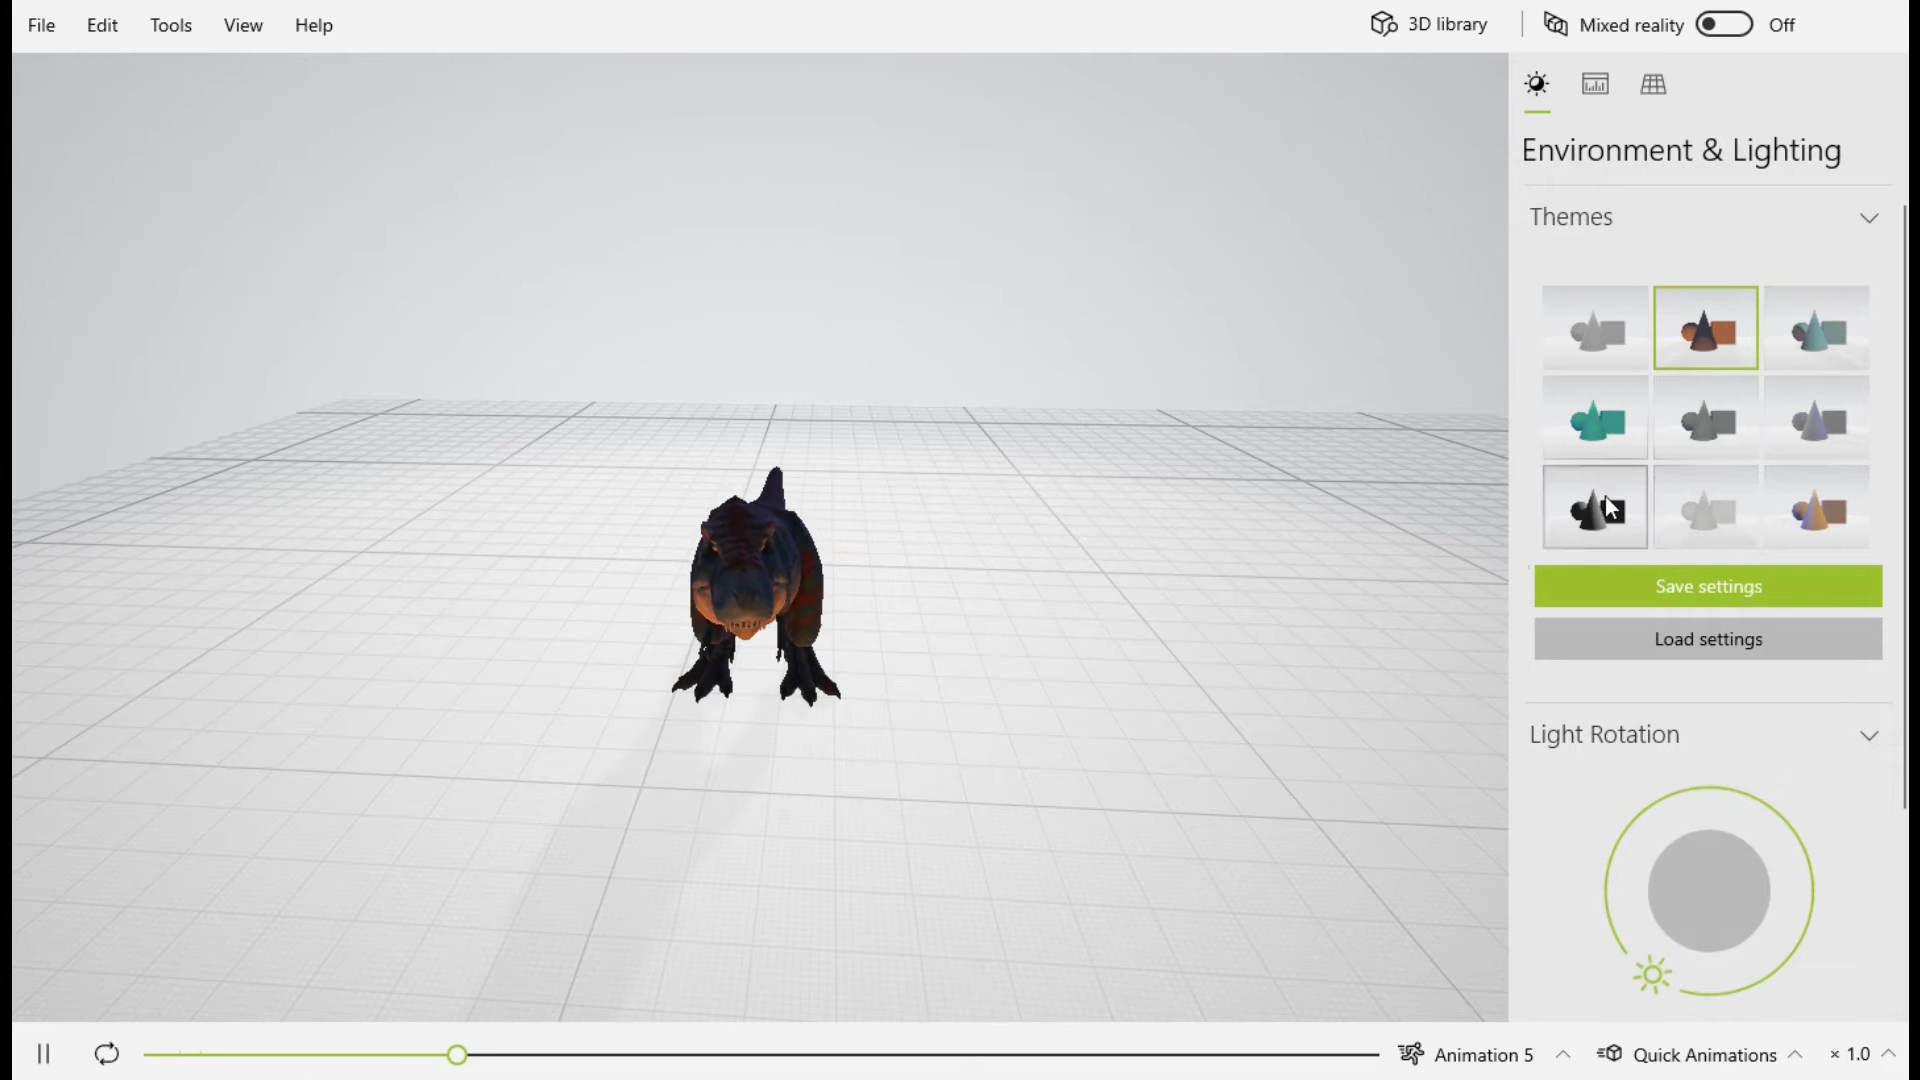 File Edit Tools View Help 3D library Mixed reality Off
Environment & Lighting
Themes
Save settings
Load settings
Light Rotation
Animation 5 Quick Animations × 1.0